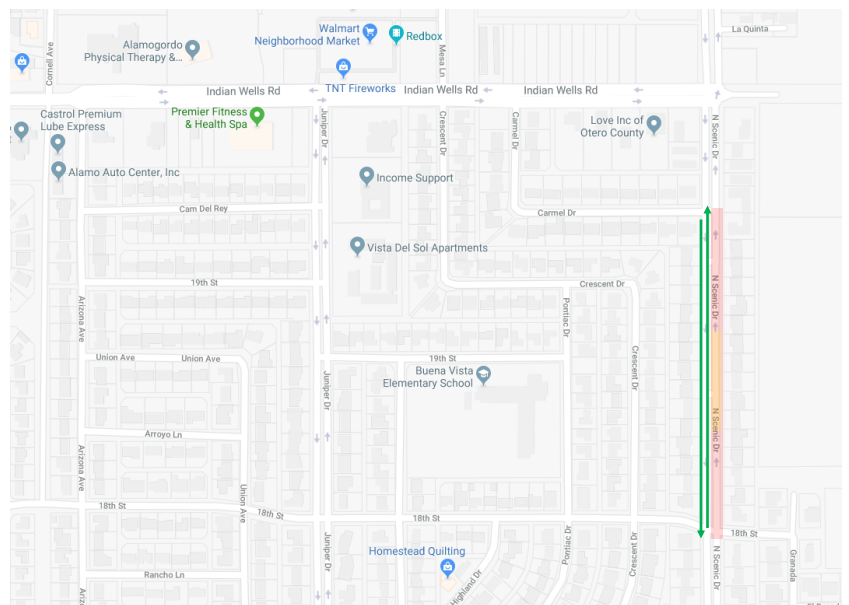 La Quinta
Walmart
Neighborhood Market
Redbox
Cornell Ave
Alamogordo
Physical Therapy &...
Mesa Ln
TNT Fireworks
Indian Wells Rd
Indian Wells Rd
Indian Wells Rd
Castrol Premium
Lube Express
Premier Fitness
& Health Spa
Juniper Dr
Crescent Dr
Carmel Dr
Love Inc of
Otero County
N Scenic Dr
Alamo Auto Center, Inc
Income Support
Cam Del Rey
Carmel Dr
Vista Del Sol Apartments
19th St
Crescent Dr
N Scenic Dr
Arizona Ave
Pontiac Dr
Union Ave
Union Ave
19th St
Crescent Dr
Buena Vista
Elementary School
Juniper Dr
N Scenic Dr
Arroyo Ln
Arizona Ave
Union Ave
18th St
18th St
18th St
18th St
Homestead Quilting
Juniper Dr
Highland Dr
Pontiac Dr
Crescent Dr
N Scenic Dr
Granada
Rancho Ln